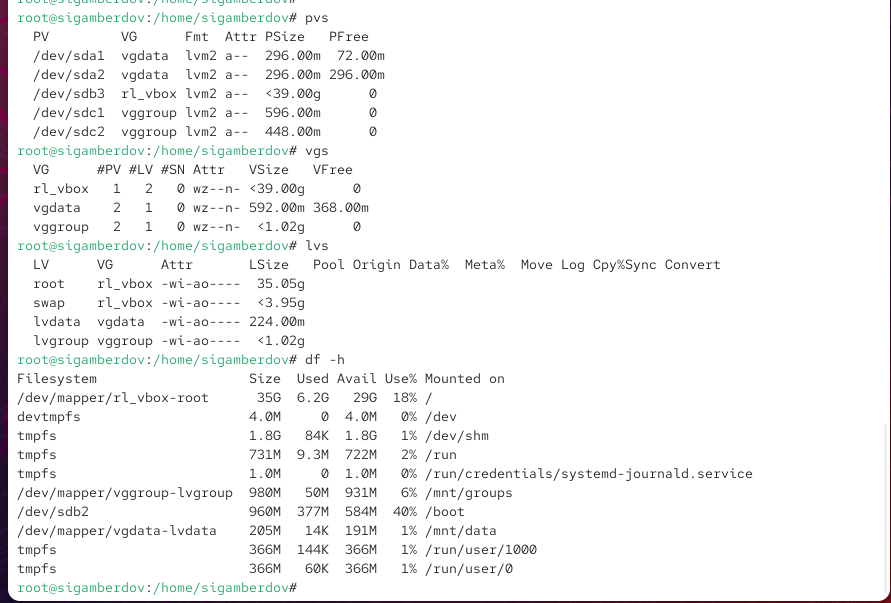 root@sigamberdov:/home/sigamberdov# pvs
  PV         VG      Fmt  Attr PSize   PFree
  /dev/sda1  vgdata  lvm2 a--  296.00m  72.00m
  /dev/sda2  vgdata  lvm2 a--  296.00m 296.00m
  /dev/sdb3  rl_vbox lvm2 a--  <39.00g      0
  /dev/sdc1  vggroup lvm2 a--  596.00m      0
  /dev/sdc2  vggroup lvm2 a--  448.00m      0
root@sigamberdov:/home/sigamberdov# vgs
  VG      #PV #LV #SN Attr   VSize   VFree
  rl_vbox   1   2   0 wz--n- <39.00g      0
  vgdata    2   1   0 wz--n- 592.00m 368.00m
  vggroup   2   1   0 wz--n-  <1.02g      0
root@sigamberdov:/home/sigamberdov# lvs
  LV      VG      Attr       LSize   Pool Origin Data%  Meta%  Move Log Cpy%Sync Convert
  root    rl_vbox -wi-ao----  35.05g
  swap    rl_vbox -wi-ao----  <3.95g
  lvdata  vgdata  -wi-ao---- 224.00m
  lvgroup vggroup -wi-ao----  <1.02g
root@sigamberdov:/home/sigamberdov# df -h
Filesystem                   Size  Used Avail Use% Mounted on
/dev/mapper/rl_vbox-root      35G  6.2G   29G  18% /
devtmpfs                     4.0M     0  4.0M   0% /dev
tmpfs                        1.8G   84K  1.8G   1% /dev/shm
tmpfs                        731M  9.3M  722M   2% /run
tmpfs                        1.0M     0  1.0M   0% /run/credentials/systemd-journald.service
/dev/mapper/vggroup-lvgroup  980M   50M  931M   6% /mnt/groups
/dev/sdb2                    960M  377M  584M  40% /boot
/dev/mapper/vgdata-lvdata    205M   14K  191M   1% /mnt/data
tmpfs                        366M  144K  366M   1% /run/user/1000
tmpfs                        366M   60K  366M   1% /run/user/0
root@sigamberdov:/home/sigamberdov#